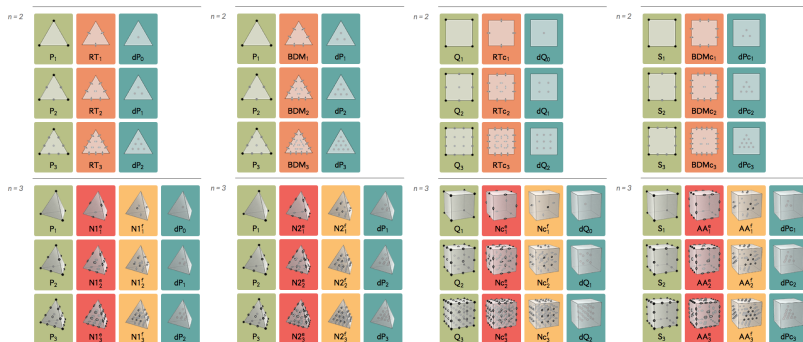 n=2
P₁ RT₁ dP₀
P₂ RT₂ dP₁
P₃ RT₃ dP₂
n=2
P₁ BDM₁ dP₁
P₂ BDM₂ dP₂
P₃ BDM₃ dP₃
n=2
Q₁ RTc₁ dQ₀
Q₂ RTc₂ dQ₁
Q₃ RTc₃ dQ₂
n=2
S₁ BDMc₁ dPc₁
S₂ BDMc₂ dPc₂
S₃ BDMc₃ dPc₃
n=3
P₁ N1ᵉ₁ N1ᶠ₁ dP₀
P₂ N1ᵉ₂ N1ᶠ₂ dP₁
P₃ N1ᵉ₃ N1ᶠ₃ dP₂
n=3
P₁ N2ᵉ₁ N2ᶠ₁ dP₁
P₂ N2ᵉ₂ N2ᶠ₂ dP₂
P₃ N2ᵉ₃ N2ᶠ₃ dP₃
n=3
Q₁ Ncᵉ₁ Ncᶠ₁ dQ₀
Q₂ Ncᵉ₂ Ncᶠ₂ dQ₁
Q₃ Ncᵉ₃ Ncᶠ₃ dQ₂
n=3
S₁ AAᵉ₁ AAᶠ₁ dPc₁
S₂ AAᵉ₂ AAᶠ₂ dPc₂
S₃ AAᵉ₃ AAᶠ₃ dPc₃